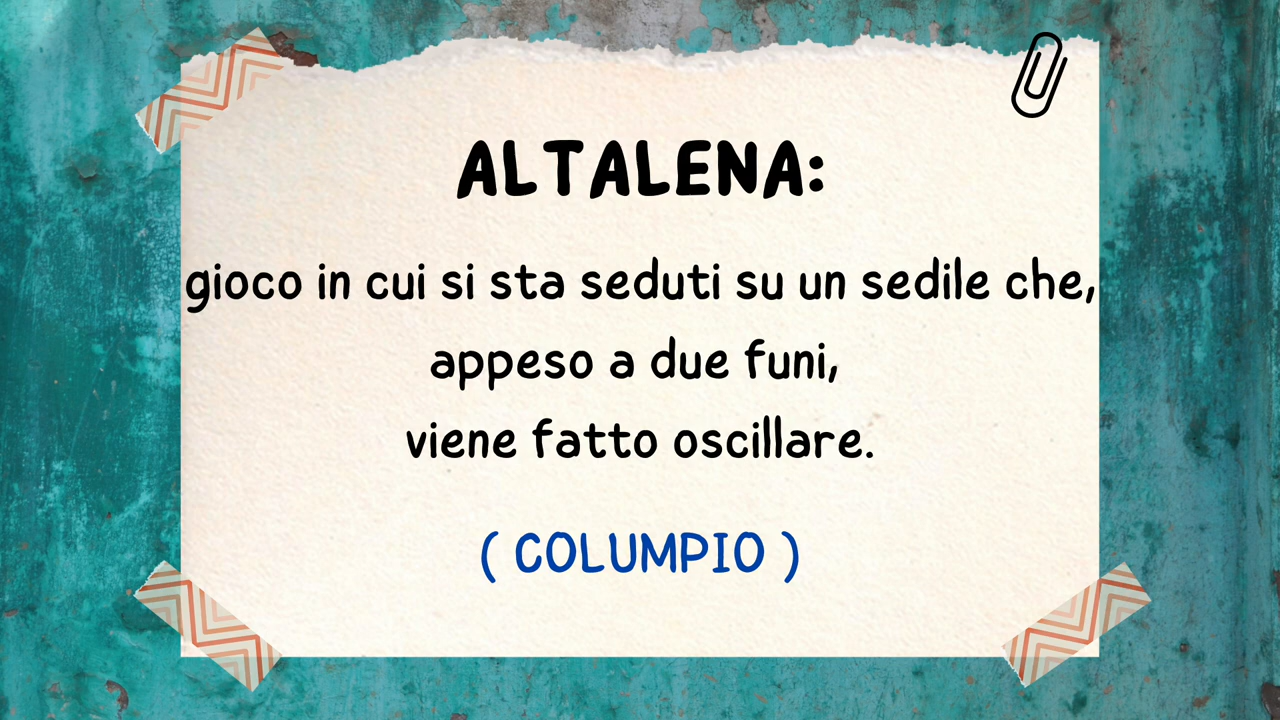 ALTALENA:
gioco in cui si sta seduti su un sedile che,
appeso a due funi,
viene fatto oscillare.
( COLUMPIO )